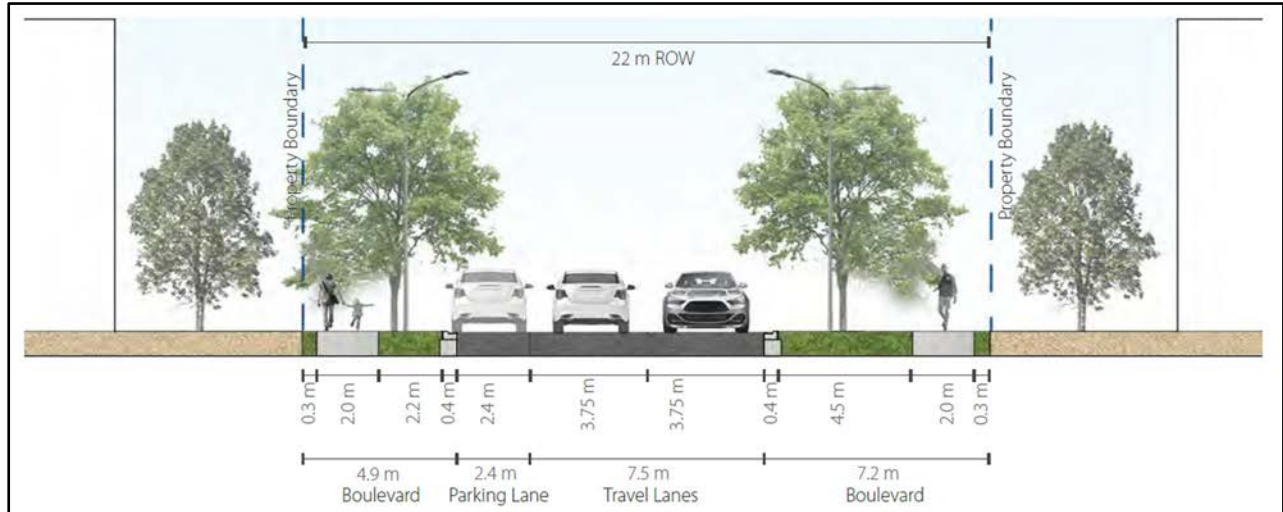 22 m ROW
Property Boundary
Property Boundary
0.3 m
2.0 m
2.2 m
0.4 m
2.4 m
3.75 m
3.75 m
0.4 m
4.5 m
2.0 m
0.3 m
4.9 m
2.4 m
7.5 m
7.2 m
Boulevard
Parking Lane
Travel Lanes
Boulevard